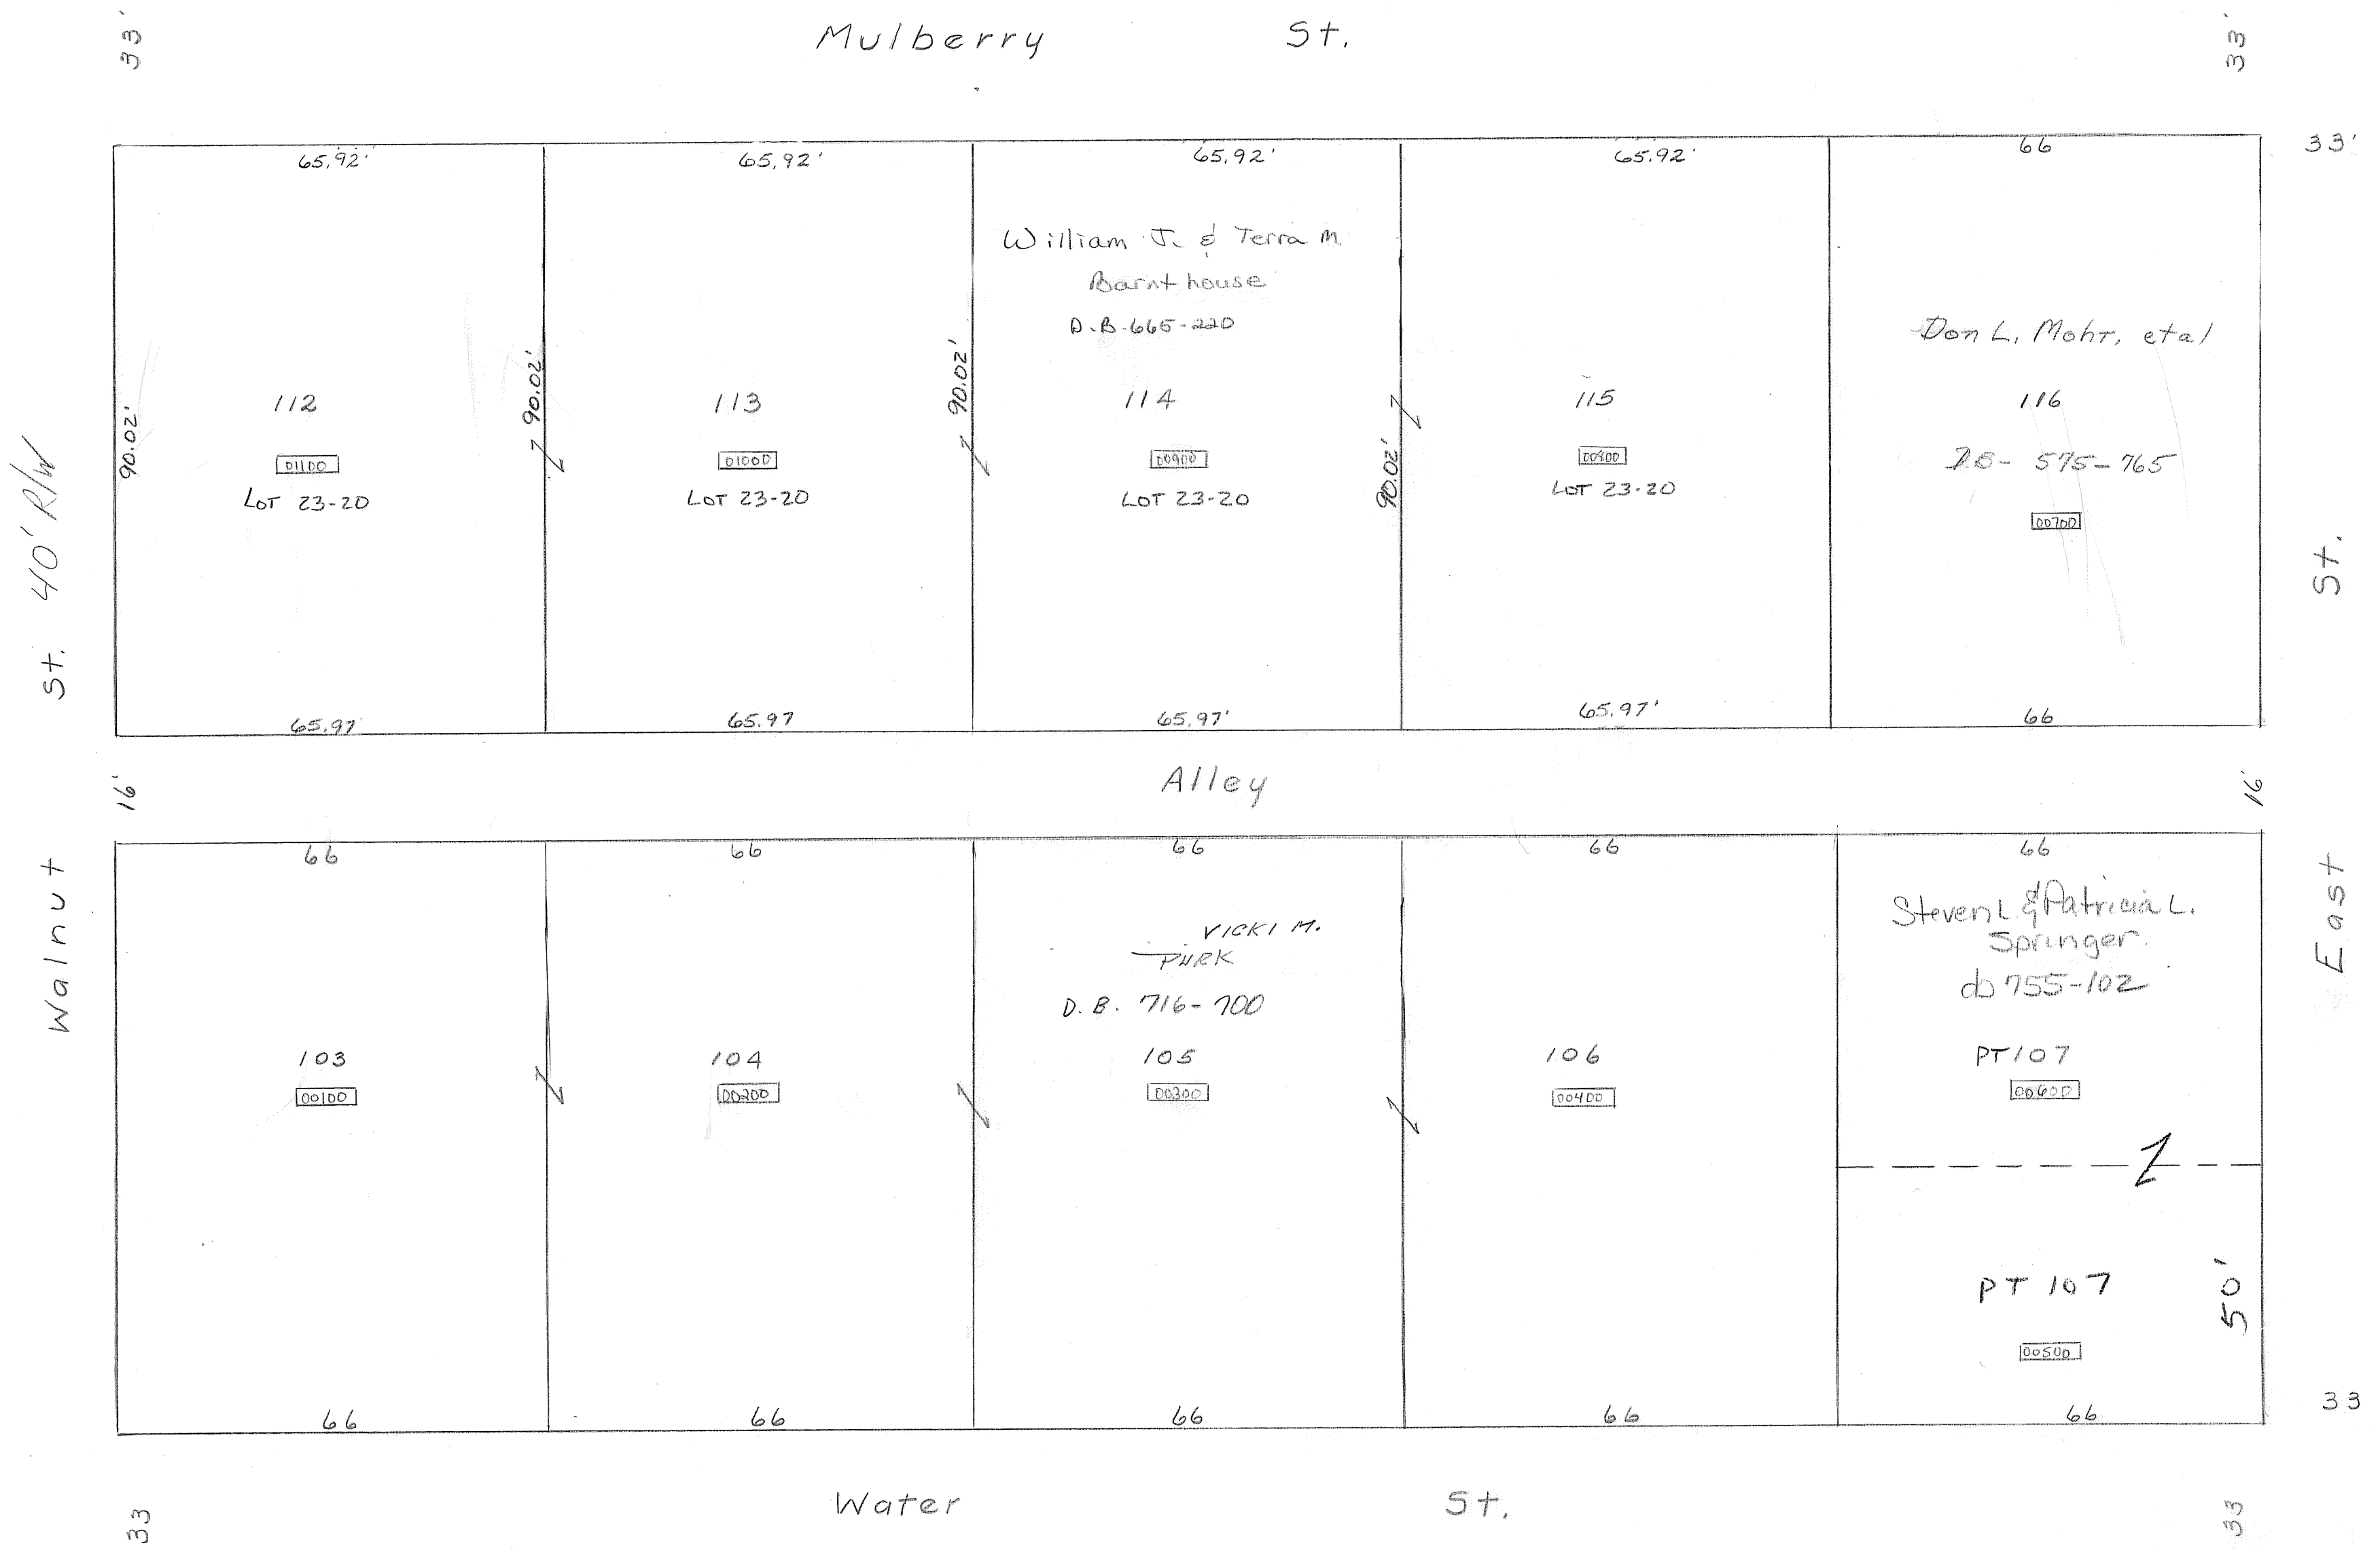 33'
Mulberry St.
33'
65.92'
65.92'
65.92'
65.92'
66
33'
William J. & Terra M.
Barnthouse
D.B-665-220
Don L. Mohr, etal
112
113
114
115
116
90.02'
90.02'
90.02'
90.02'
01100
01000
00900
00800
DB- 575-765
LOT 23-20
LOT 23-20
LOT 23-20
LOT 23-20
00700
65.97
65.97
65.97'
65.97'
66
Walnut St. 40' R/W
East St.
16'
Alley
16'
66
66
66
66
66
VICKI M.
PURK
D.B. 716-700
Steven L & Patricia L.
Springer
db 755-102
103
104
105
106
PT 107
00100
00200
00300
00400
00600
PT 107
50'
00500
66
66
66
66
66
33
33
Water St.
33